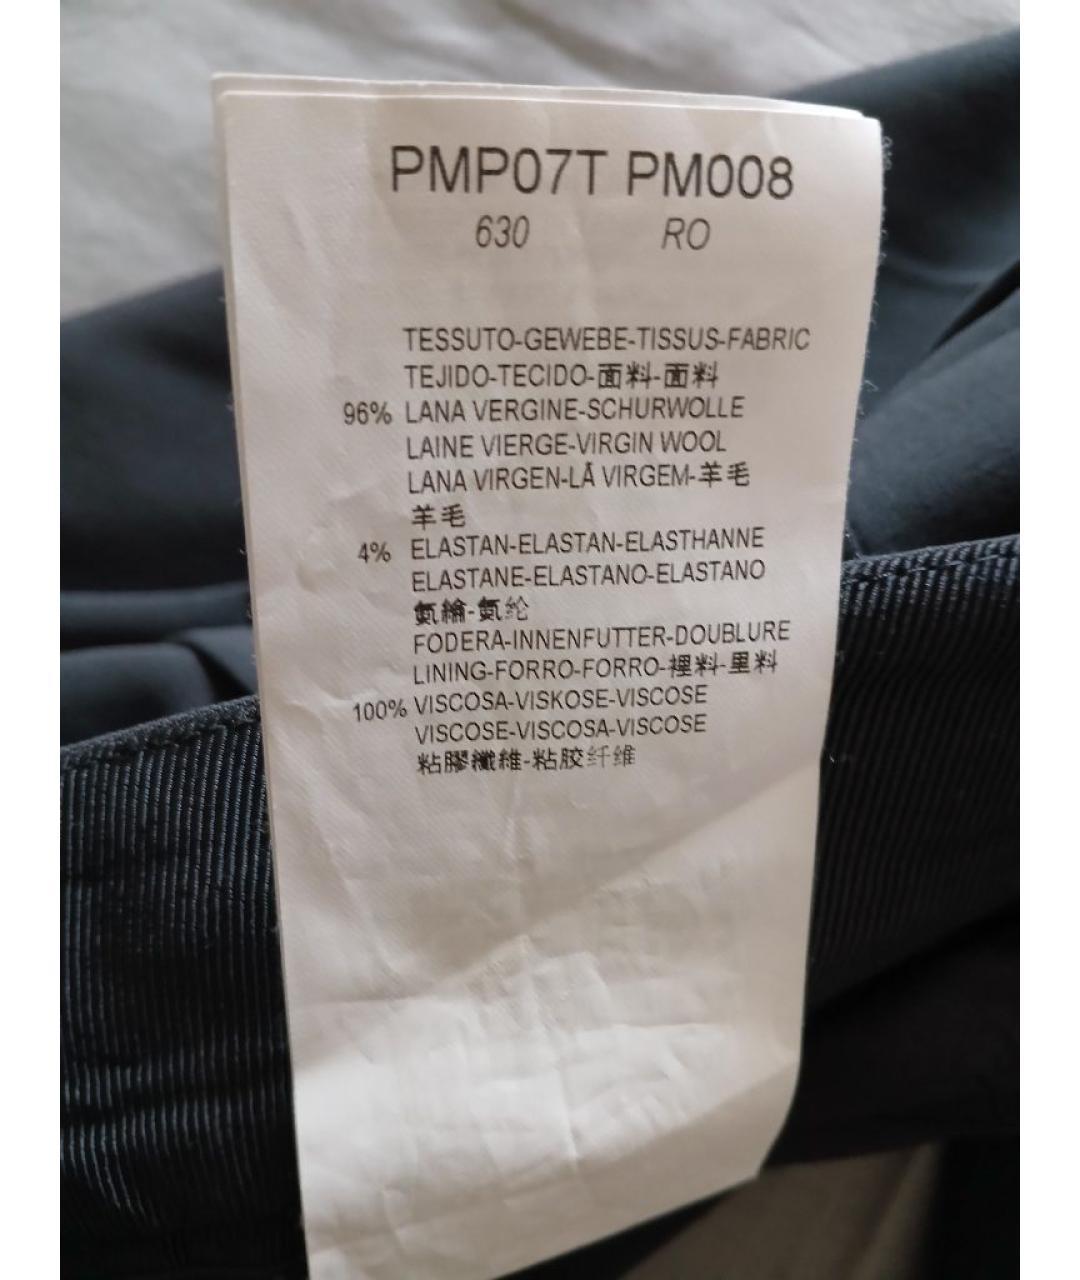 PMP07T PM008
630 RO
TESSUTO-GEWEBE-TISSUS-FABRIC
TEJIDO-TECIDO-面料-面料
96% LANA VERGINE-SCHURWOLLE
LAINE VIERGE-VIRGIN WOOL
LANA VIRGEN-LÃ VIRGEM-羊毛
羊毛
4% ELASTAN-ELASTAN-ELASTHANNE
ELASTANE-ELASTANO-ELASTANO
氨綸-氨纶
FODERA-INNENFUTTER-DOUBLURE
LINING-FORRO-FORRO-裡料-里料
100% VISCOSA-VISKOSE-VISCOSE
VISCOSE-VISCOSA-VISCOSE
粘膠纖維-粘胶纤维